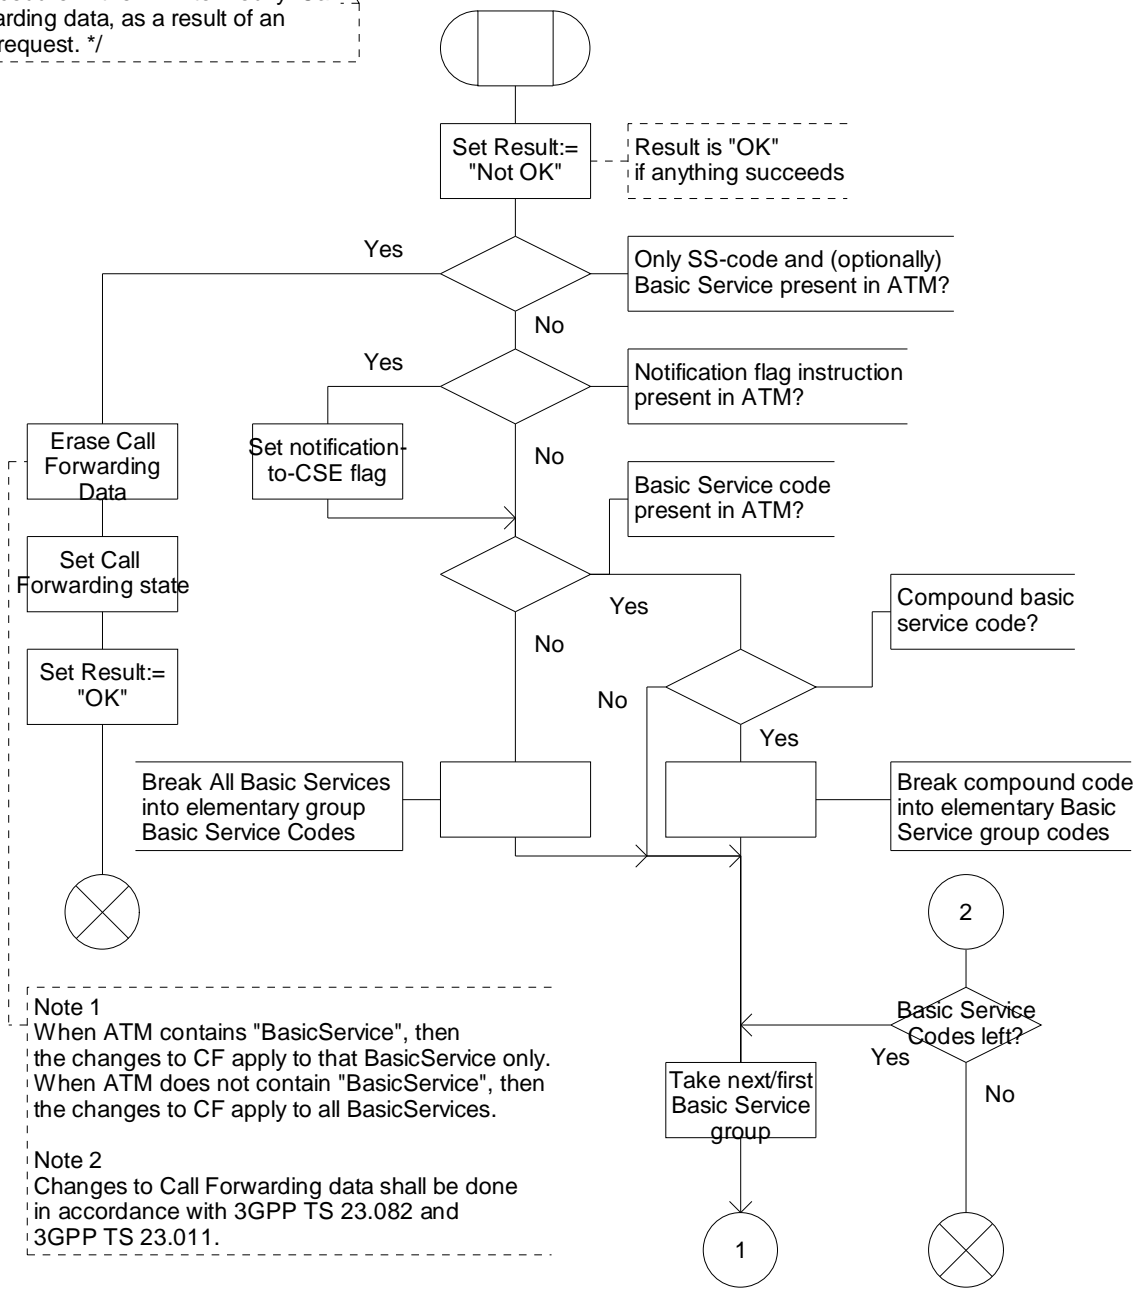 arding data, as a result of an
request. */
Set Result:=
"Not OK"
Result is "OK"
if anything succeeds
Yes
Only SS-code and (optionally)
Basic Service present in ATM?
No
Yes
Notification flag instruction
present in ATM?
Erase Call
Forwarding
Data
Set notification-
to-CSE flag
No
Basic Service code
present in ATM?
Set Call
Forwarding state
Yes
Compound basic
service code?
No
Set Result:=
"OK"
No
Yes
Break All Basic Services
into elementary group
Basic Service Codes
Break compound code
into elementary Basic
Service group codes
2
Note 1
When ATM contains "BasicService", then
the changes to CF apply to that BasicService only.
When ATM does not contain "BasicService", then
the changes to CF apply to all BasicServices.
Note 2
Changes to Call Forwarding data shall be done
in accordance with 3GPP TS 23.082 and
3GPP TS 23.011.
Basic Service
Codes left?
Yes
No
Take next/first
Basic Service
group
1